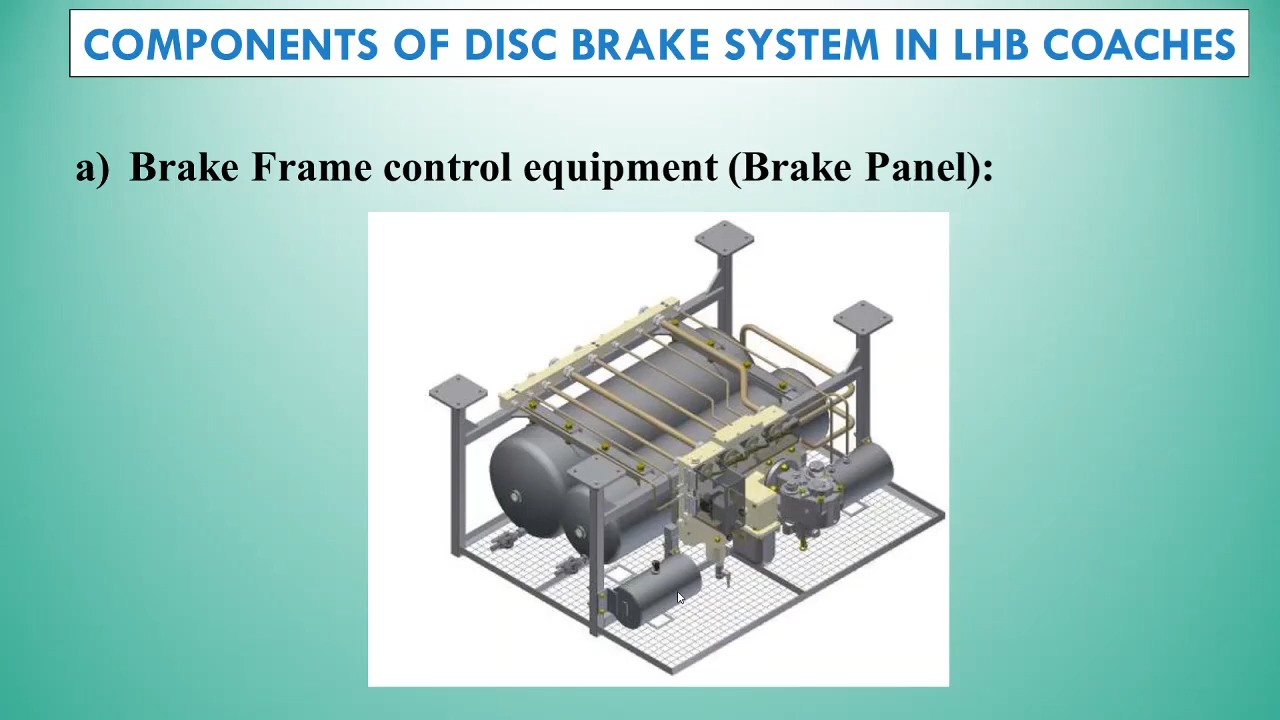 COMPONENTS OF DISC BRAKE SYSTEM IN LHB COACHES
a) Brake Frame control equipment (Brake Panel):